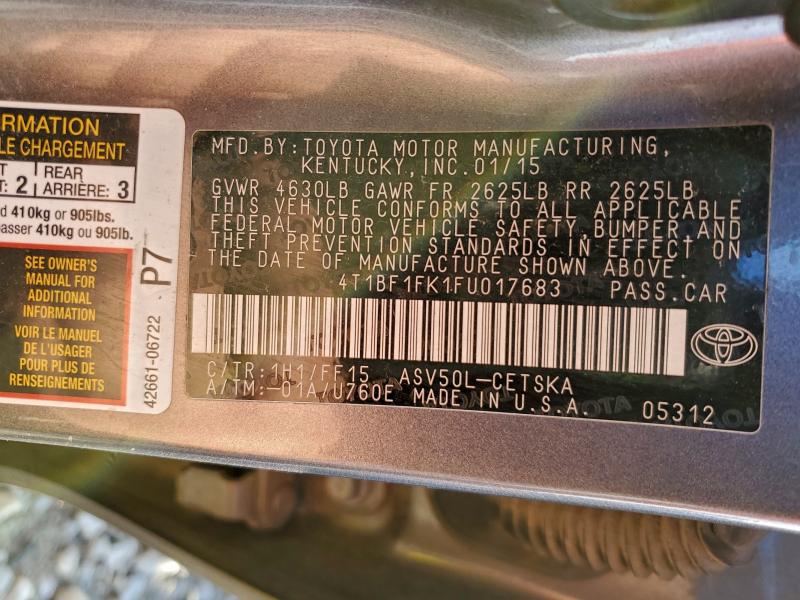 RMATION
LE CHARGEMENT
T
: 2
REAR
ARRIÈRE: 3
d 410kg or 905lbs.
passer 410kg ou 905lb.
SEE OWNER'S
MANUAL FOR
ADDITIONAL
INFORMATION
VOIR LE MANUEL
DE L'USAGER
POUR PLUS DE
RENSEIGNEMENTS
P7
42661-06722
MFD.BY:TOYOTA MOTOR MANUFACTURING,
KENTUCKY,INC.01/15
GVWR 4630LB GAWR FR 2625LB RR 2625LB
THIS VEHICLE CONFORMS TO ALL APPLICABLE
FEDERAL MOTOR VEHICLE SAFETY,BUMPER AND
THEFT PREVENTION STANDARDS IN EFFECT ON
THE DATE OF MANUFACTURE SHOWN ABOVE.
4T1BF1FK1FU017683 PASS.CAR
C/TR:1H1/FF15 ASV50L-CETSKA
A/TM:-01A/U760E MADE IN U.S.A. 05312